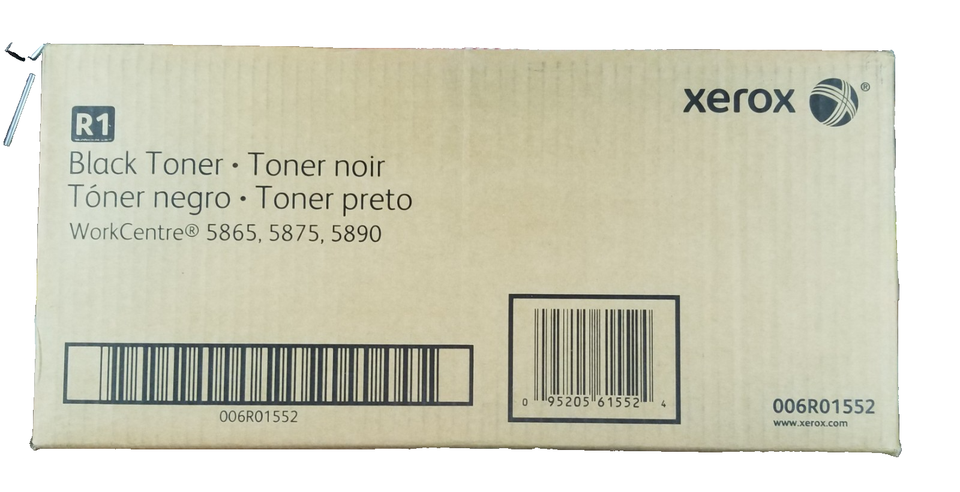 xerox ®
R1
Black Toner • Toner noir
Tóner negro • Toner preto
WorkCentre® 5865, 5875, 5890
006R01552
0 95205 61552 4
006R01552
www.xerox.com